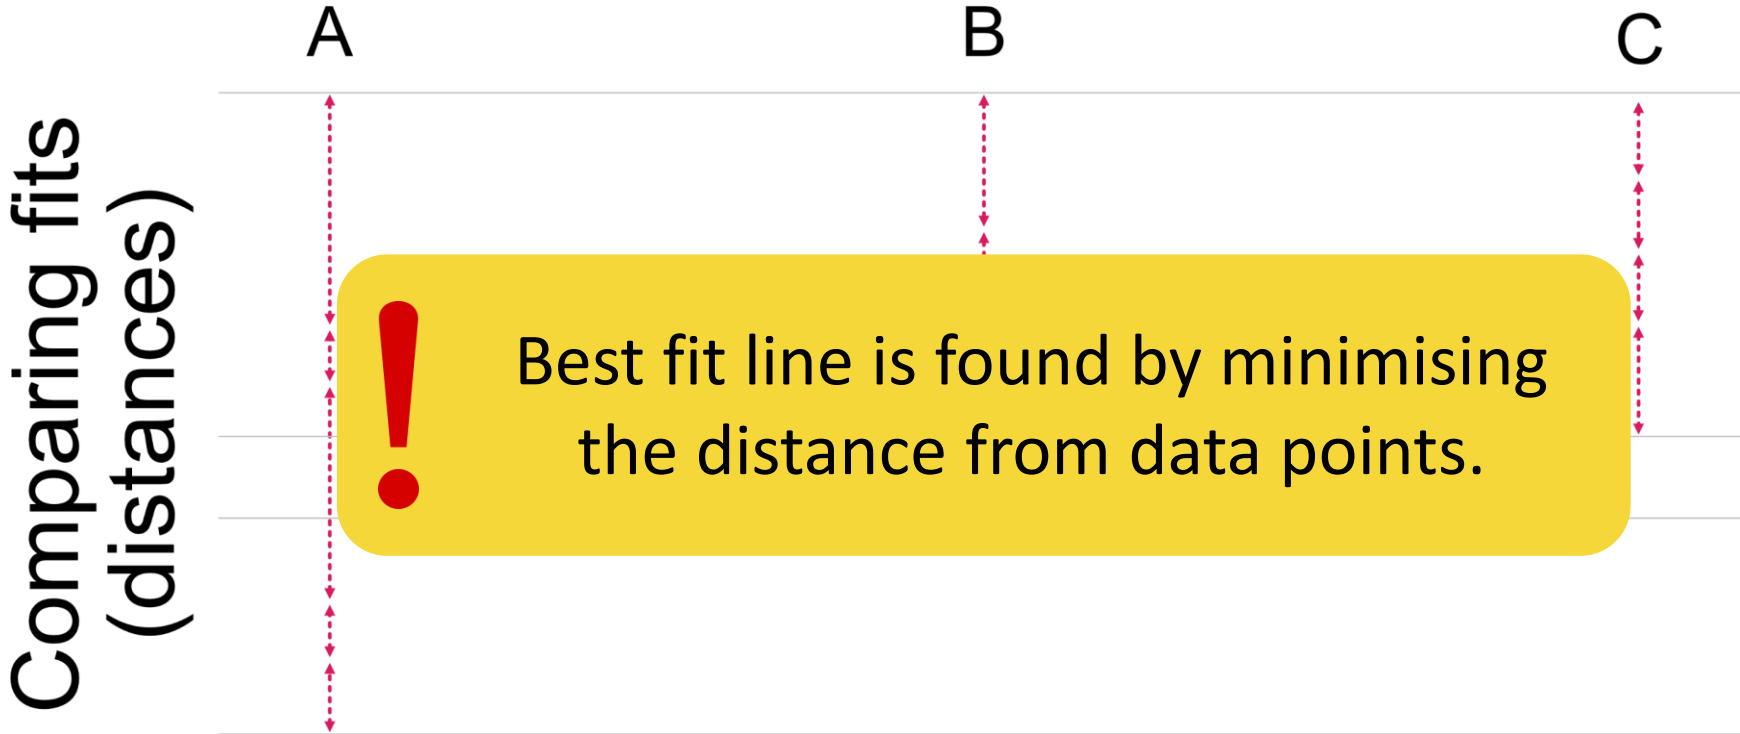 A
B
C
Comparing fits
(distances)
!
Best fit line is found by minimising
the distance from data points.